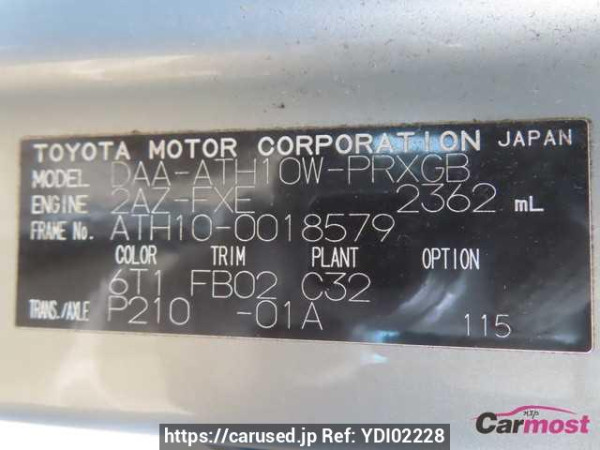 TOYOTA MOTOR CORPORATION JAPAN
MODEL DAA-ATH10W-PRXGB
ENGINE 2AZ-FXE 2362 mL
FRAME No. ATH10-0018579
COLOR TRIM PLANT OPTION
6T1 FB02 C32
TRANS./AXLE P210 -01A 115
Carmost
https://carused.jp Ref: YDI02228